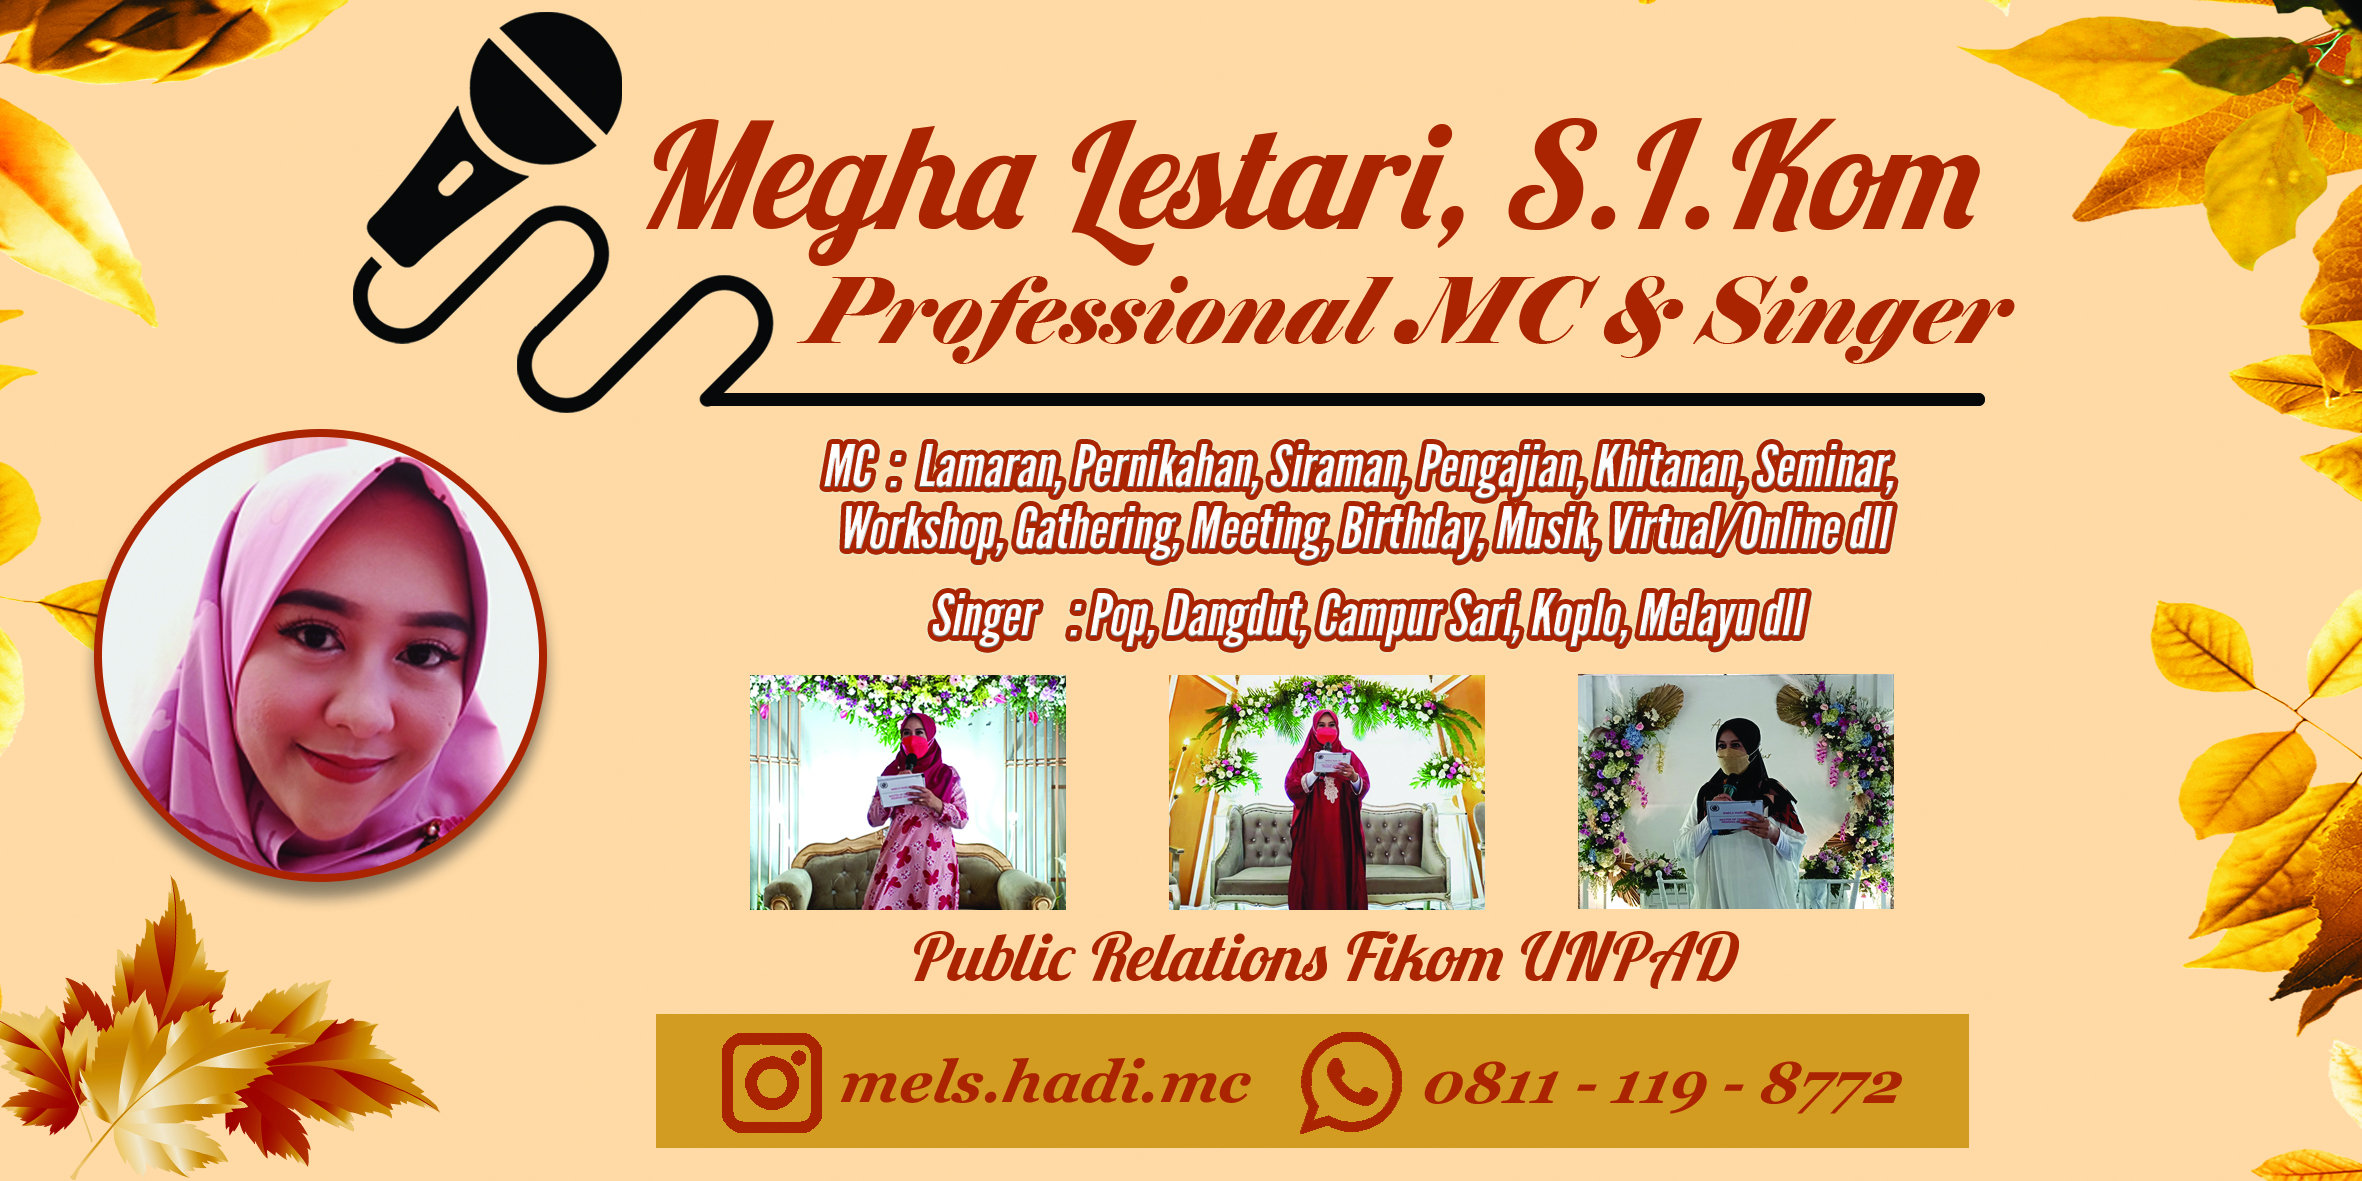 Megha Lestari, S.I.Kom
Professional MC & Singer
MC : Lamaran, Pernikahan, Siraman, Pengajian, Khitanan, Seminar,
Workshop, Gathering, Meeting, Birthday, Musik, Virtual/Online dll
Singer : Pop, Dangdut, Campur Sari, Koplo, Melayu dll
Public Relations Fikom UNPAD
mels.hadi.mc
0811 - 119 - 8772